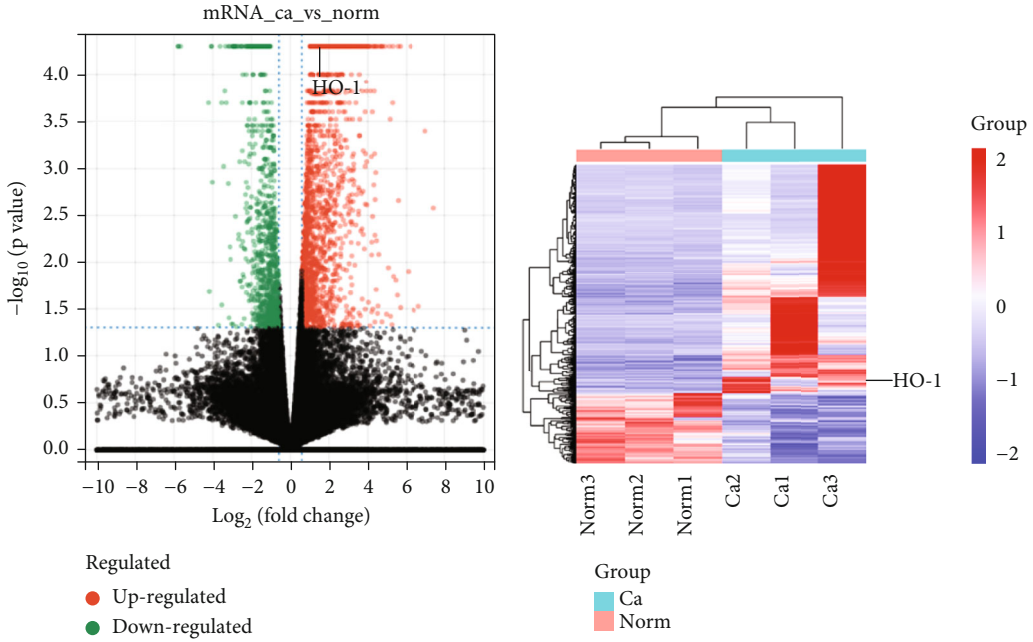 mRNA_ca_vs_norm
4.0
3.5
3.0
2.5
2.0
1.5
1.0
0.5
0.0
−log10 (p value)
HO-1
−10 −8 −6 −4 −2 0 2 4 6 8 10
Log2 (fold change)
Regulated
Up-regulated
Down-regulated
HO-1
Norm3 Norm2 Norm1 Ca2 Ca1 Ca3
Group
Ca
Norm
Group
2
1
0
−1
−2